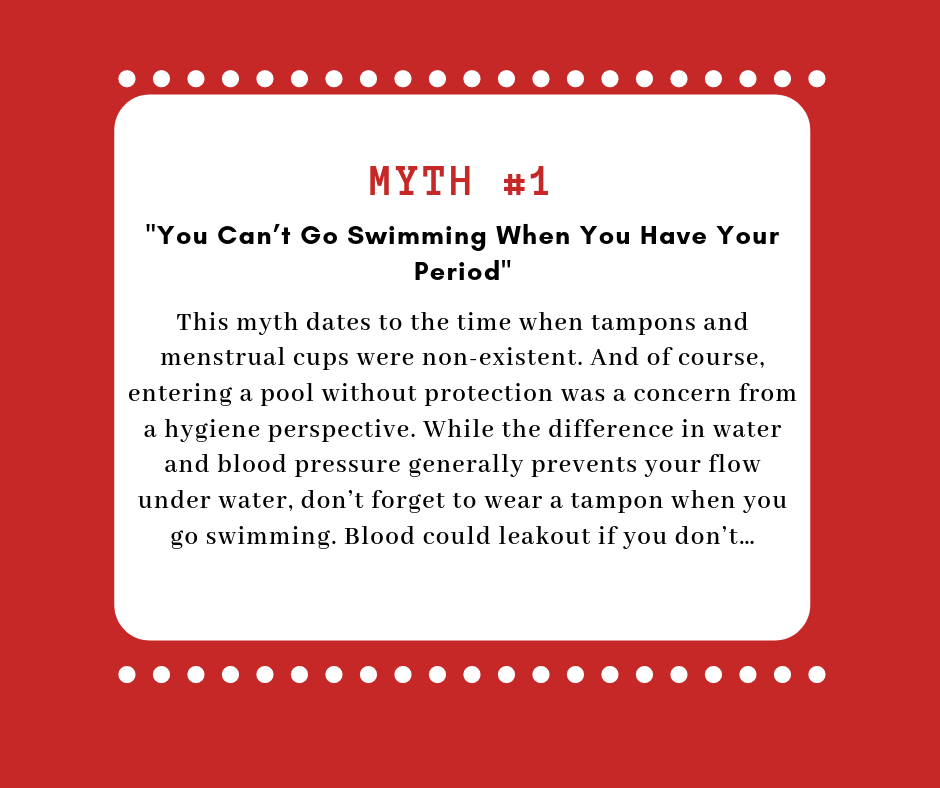 MYTH #1
"You Can’t Go Swimming When You Have Your
Period"
This myth dates to the time when tampons and
menstrual cups were non-existent. And of course,
entering a pool without protection was a concern from
a hygiene perspective. While the difference in water
and blood pressure generally prevents your flow
under water, don’t forget to wear a tampon when you
go swimming. Blood could leakout if you don’t...